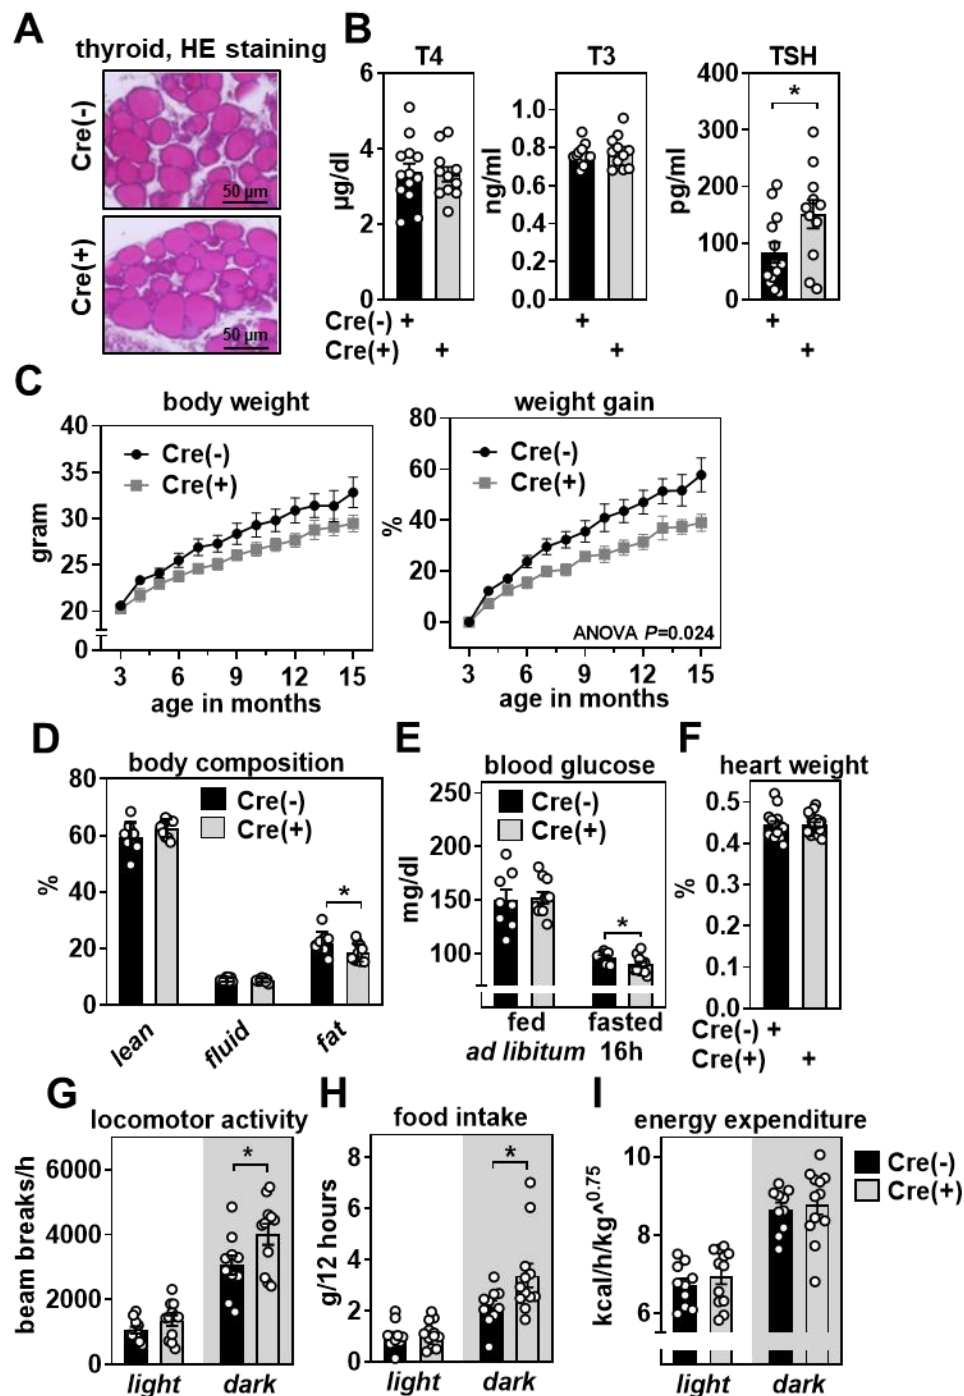 A
thyroid, HE staining
Cre(-)
50 µm
Cre(+)
50 µm
B
T4
T3
TSH
µg/dl
6
4
2
0
ng/ml
1.0
0.8
0.6
0.4
0.2
0.0
pg/ml
400
300
200
100
0
*
Cre(-) + + +
Cre(+) + + +
C
body weight
gram
40
35
30
25
20
0
Cre(-)
Cre(+)
3 6 9 12 15
age in months
weight gain
%
80
60
40
20
0
Cre(-)
Cre(+)
ANOVA P=0.024
3 6 9 12 15
age in months
D
body composition
%
80
60
40
20
0
Cre(-)
Cre(+)
*
lean fluid fat
E
blood glucose
mg/dl
250
200
150
100
Cre(-)
Cre(+)
*
fed fasted
ad libitum 16h
F
heart weight
%
0.5
0.4
0.3
0.2
0.1
0.0
Cre(-) +
Cre(+) +
G
locomotor activity
beam breaks/h
6000
4000
2000
0
*
light dark
H
food intake
g/12 hours
8
6
4
2
0
*
light dark
I
energy expenditure
kcal/h/kg^0.75
10
8
6
light dark
Cre(-)
Cre(+)